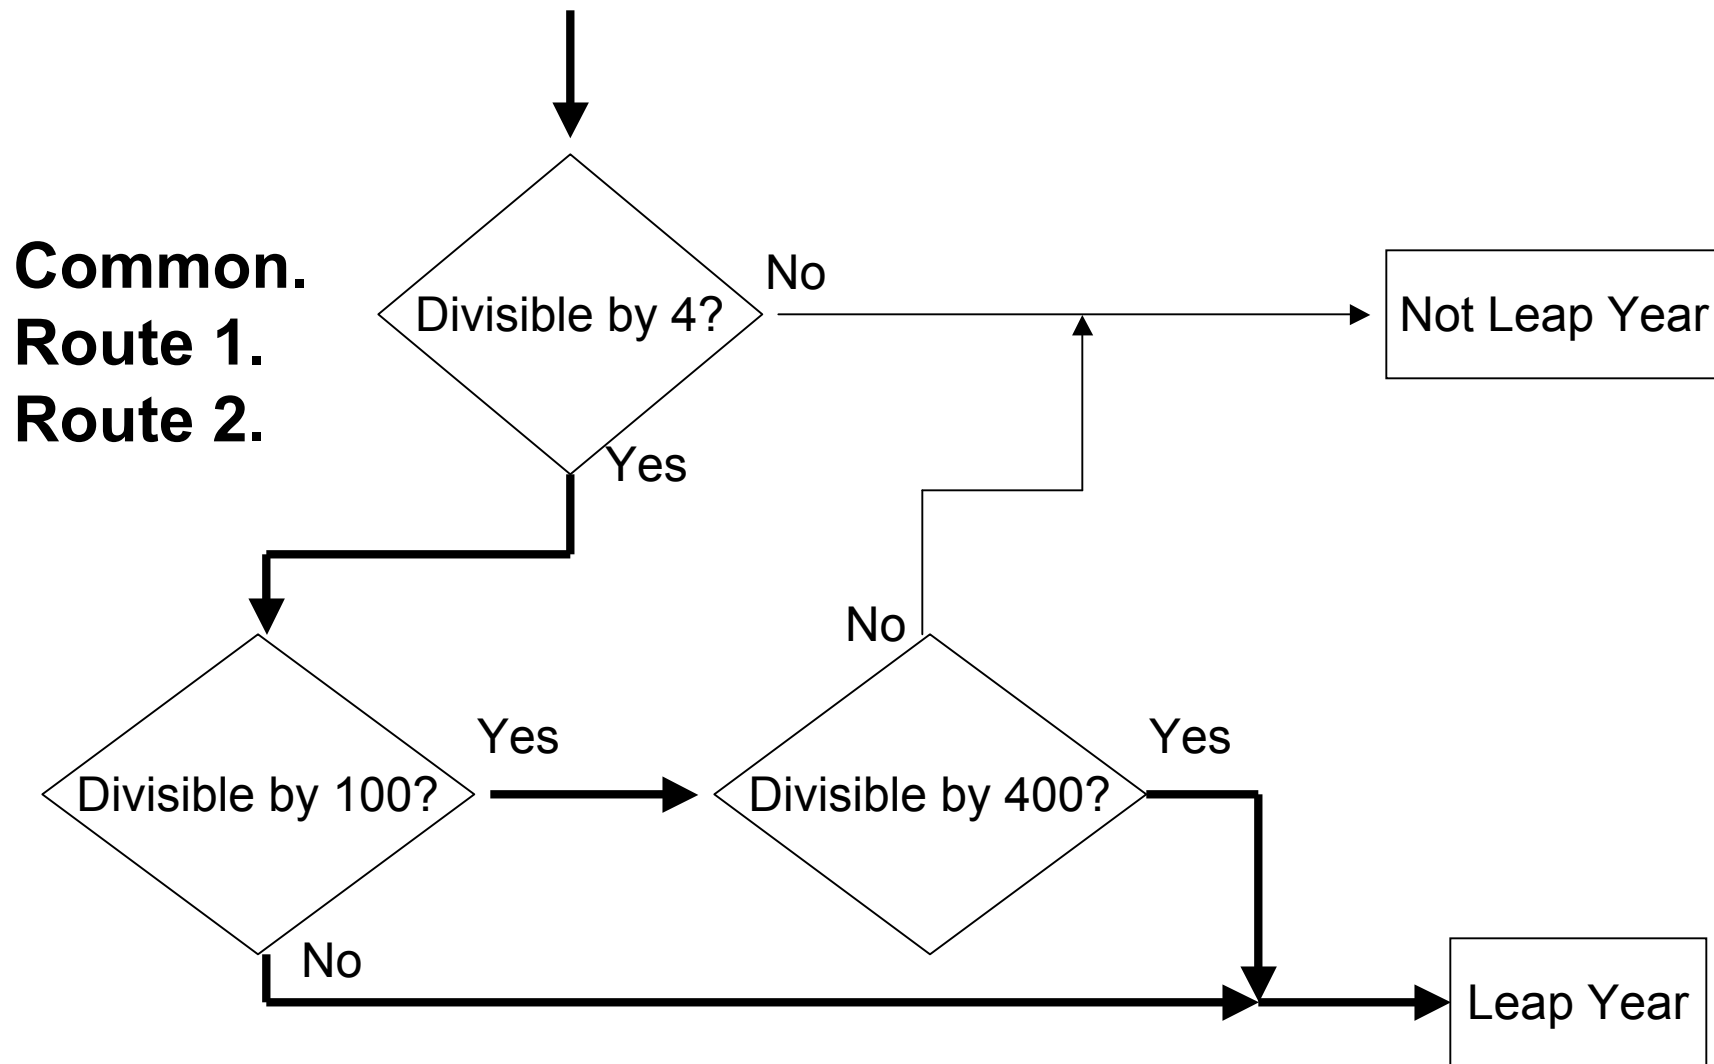 Common.
Route 1.
Route 2.
Divisible by 4?
No
Not Leap Year
Yes
No
Divisible by 100?
Yes
Divisible by 400?
Yes
No
Leap Year